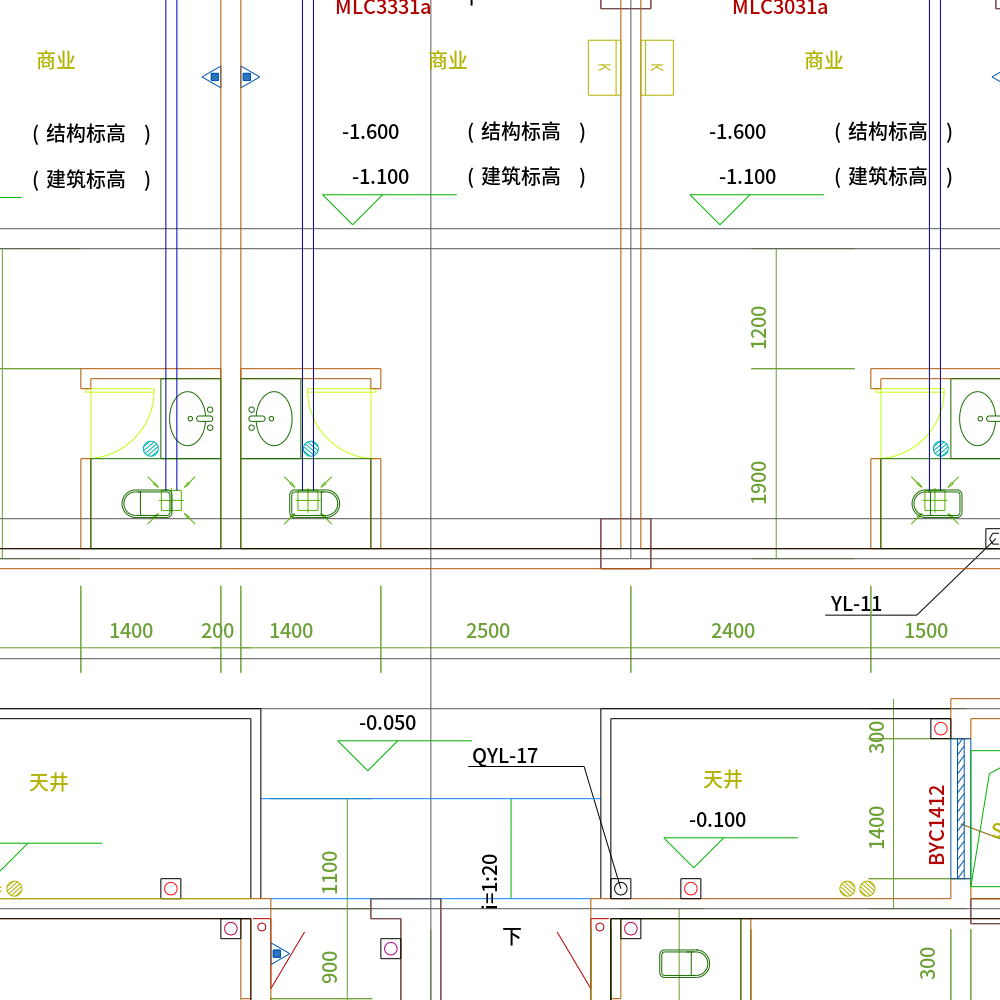 MLC3331a
MLC3031a
商业
商业
商业
K
K
(结构标高 )
-1.600
(结构标高 )
-1.600
(结构标高 )
(建筑标高 )
-1.100
(建筑标高 )
-1.100
(建筑标高 )
1200
1900
YL-11
1400
200
1400
2500
2400
1500
-0.050
300
QYL-17
天井
天井
-0.100
1400
BYC1412
1100
i=1:20
下
900
300